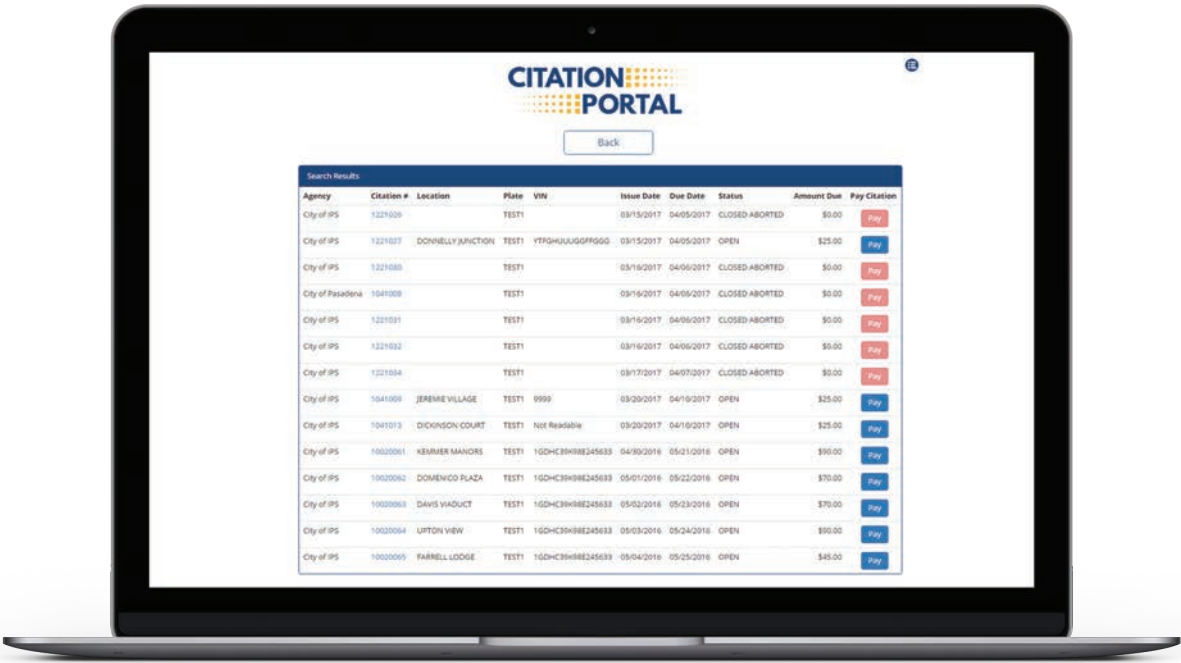 CITATION
PORTAL
Back
Search Results
Agency Citation # Location Plate VIN Issue Date Due Date Status Amount Due Pay Citation
City of IPS 1221026 TEST1 03/15/2017 04/05/2017 CLOSED ABORTED $0.00 Pay
City of IPS 1221027 DONNELLY JUNCTION TEST1 03/15/2017 04/05/2017 OPEN $25.00 Pay
City of IPS 1221030 TEST1 03/16/2017 04/06/2017 CLOSED ABORTED $0.00 Pay
City of Pasadena 1041008 TEST1 03/16/2017 04/06/2017 CLOSED ABORTED $0.00 Pay
City of IPS 1221031 TEST1 03/16/2017 04/06/2017 CLOSED ABORTED $0.00 Pay
City of IPS 1221032 TEST1 03/16/2017 04/06/2017 CLOSED ABORTED $0.00 Pay
City of IPS 1221034 TEST1 03/17/2017 04/07/2017 CLOSED ABORTED $0.00 Pay
City of IPS 1041009 JEREMIE VILLAGE TEST1 9999 03/20/2017 04/10/2017 OPEN $25.00 Pay
City of IPS 1041013 DICKINSON COURT TEST1 Not Readable 03/20/2017 04/10/2017 OPEN $25.00 Pay
City of IPS 10020061 KEMMER MANORS TEST1 1GDHC39K98E245633 04/30/2016 05/21/2016 OPEN $90.00 Pay
City of IPS 10020062 DOMENICO PLAZA TEST1 1GDHC39K98E245633 05/01/2016 05/22/2016 OPEN $70.00 Pay
City of IPS 10020063 DAVIS VIADUCT TEST1 1GDHC39K98E245633 05/02/2016 05/23/2016 OPEN $70.00 Pay
City of IPS 10020064 UPTON VIEW TEST1 1GDHC39K98E245633 05/03/2016 05/24/2016 OPEN $90.00 Pay
City of IPS 10020065 FARRELL LODGE TEST1 1GDHC39K98E245633 05/04/2016 05/25/2016 OPEN $45.00 Pay